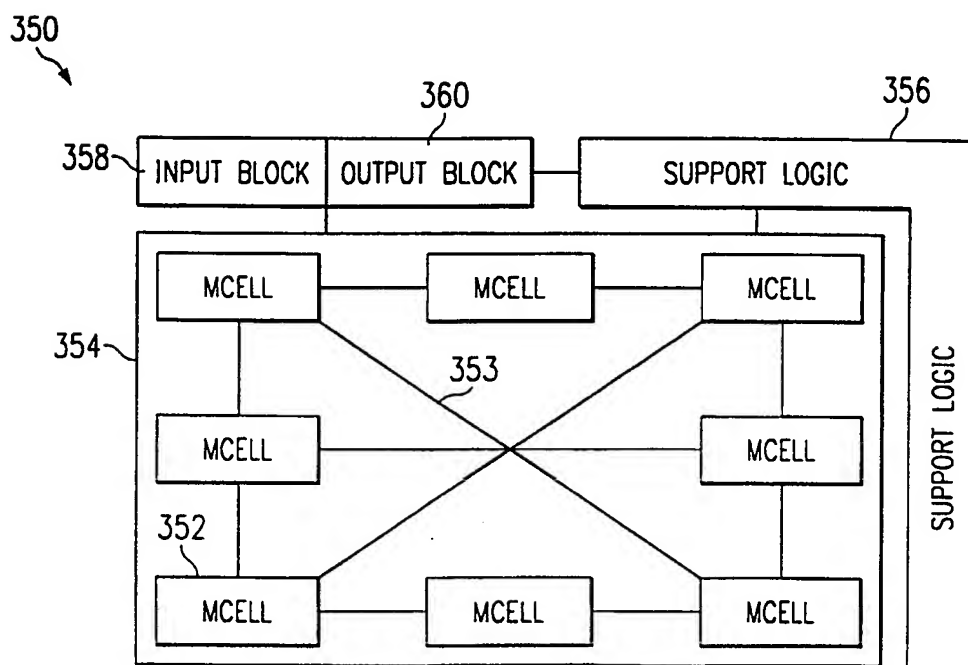 350
360
356
358
INPUT BLOCK
OUTPUT BLOCK
SUPPORT LOGIC
MCELL
MCELL
MCELL
354
353
MCELL
MCELL
SUPPORT LOGIC
352
MCELL
MCELL
MCELL